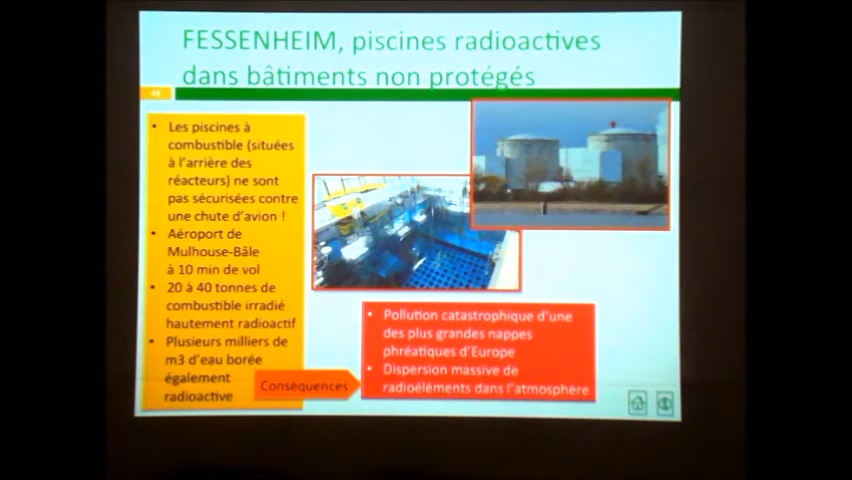 FESSENHEIM, piscines radioactives
dans bâtiments non protégés
48
• Les piscines à
combustible (situées
à l'arrière des
réacteurs) ne sont
pas sécurisées contre
une chute d'avion !
• Aéroport de
Mulhouse-Bâle
à 10 min de vol
• 20 à 40 tonnes de
combustible irradié
hautement radioactif
• Plusieurs milliers de
m3 d'eau borée
également
radioactive
Conséquences
• Pollution catastrophique d'une
des plus grandes nappes
phréatiques d'Europe
• Dispersion massive de
radioéléments dans l'atmosphère